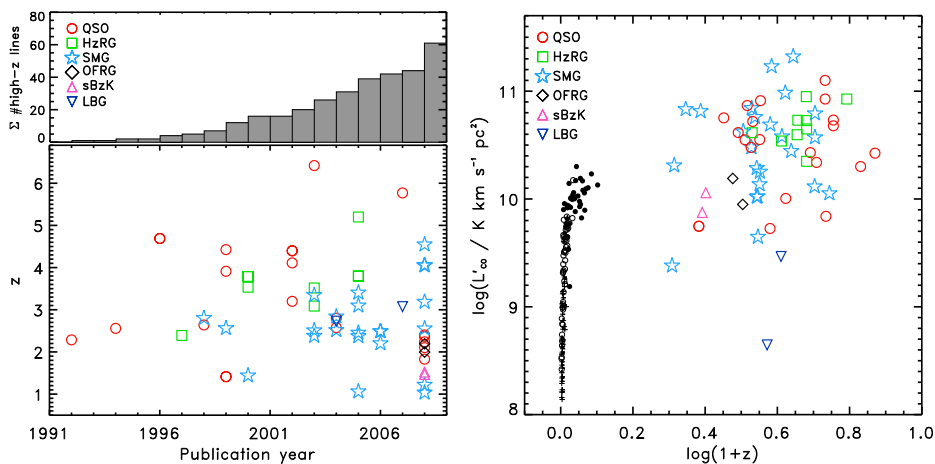 80
60
40
20
0
Σ #high-z lines
QSO
HzRG
SMG
OFRG
sBzK
LBG
6
5
4
3
2
1
z
1991
1996
2001
2006
Publication year
11
10
9
8
log(L'CO / K km s⁻¹ pc²)
QSO
HzRG
SMG
OFRG
sBzK
LBG
0.0
0.2
0.4
0.6
0.8
1.0
log(1+z)